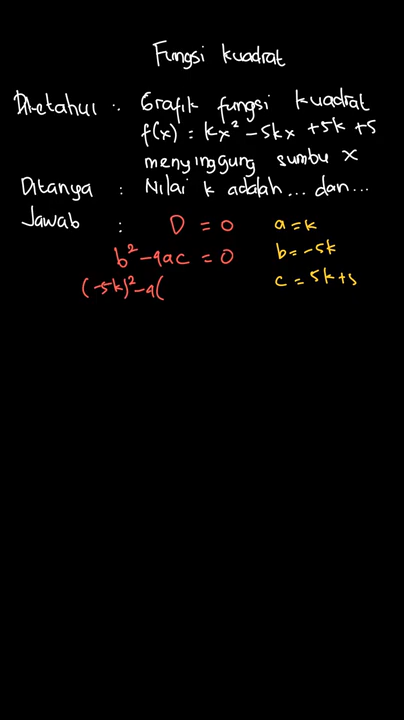 Fungsi kuadrat
Diketahui : Grafik fungsi kuadrat
f(x) = kx² - 5kx + 5k + 5
menyinggung sumbu x
Ditanya : Nilai k adalah... dan...
Jawab : D = 0 a = k
b² - 4ac = 0 b = -5k
(-5k)² - 4( c = 5k + 5